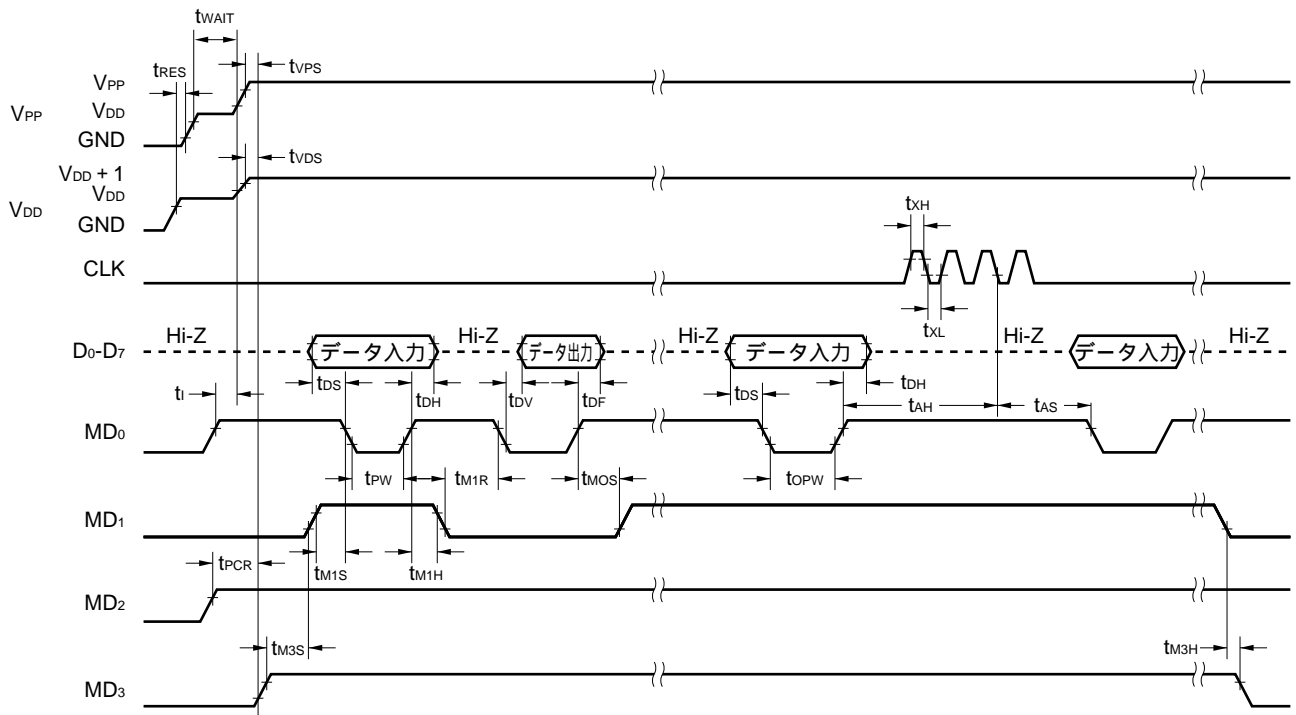 tWAIT
tRES
tVPS
VPP
VPP
VDD
GND
tVDS
VDD + 1
VDD
VDD
GND
tXH
CLK
tXL
D0-D7
Hi-Z
データ入力
Hi-Z
データ出力
Hi-Z
データ入力
Hi-Z
データ入力
Hi-Z
tI
tDS
tDH
tDV
tDF
tDS
tDH
tAH
tAS
MD0
tPW
tM1R
tMOS
tOPW
MD1
tPCR
tM1S
tM1H
MD2
tM3S
tM3H
MD3